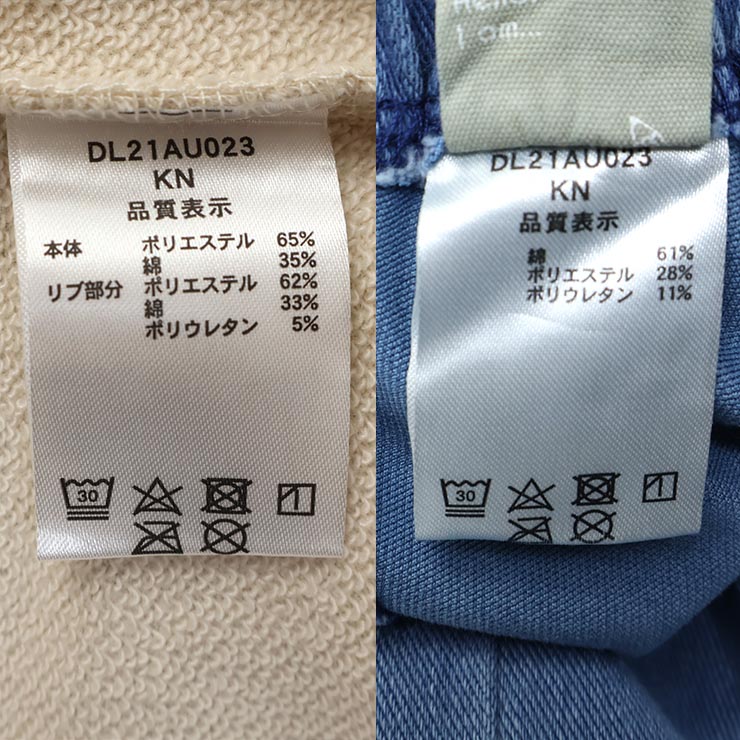 DL21AU023
KN
品質表示
本体 ポリエステル 65%
綿 35%
リブ部分 ポリエステル 62%
綿 33%
ポリウレタン 5%
30
1 am...
DL21AU023
KN
品質表示
綿 61%
ポリエステル 28%
ポリウレタン 11%
30